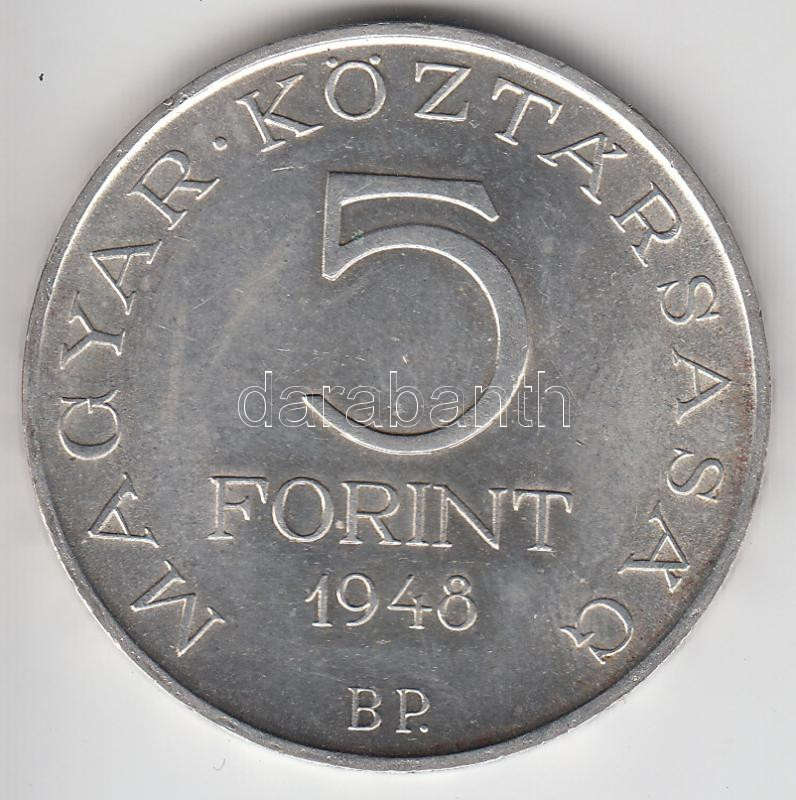 MAGYAR · KÖZTÁRSASÁG
5
darabanth
FORINT
1948
BP.